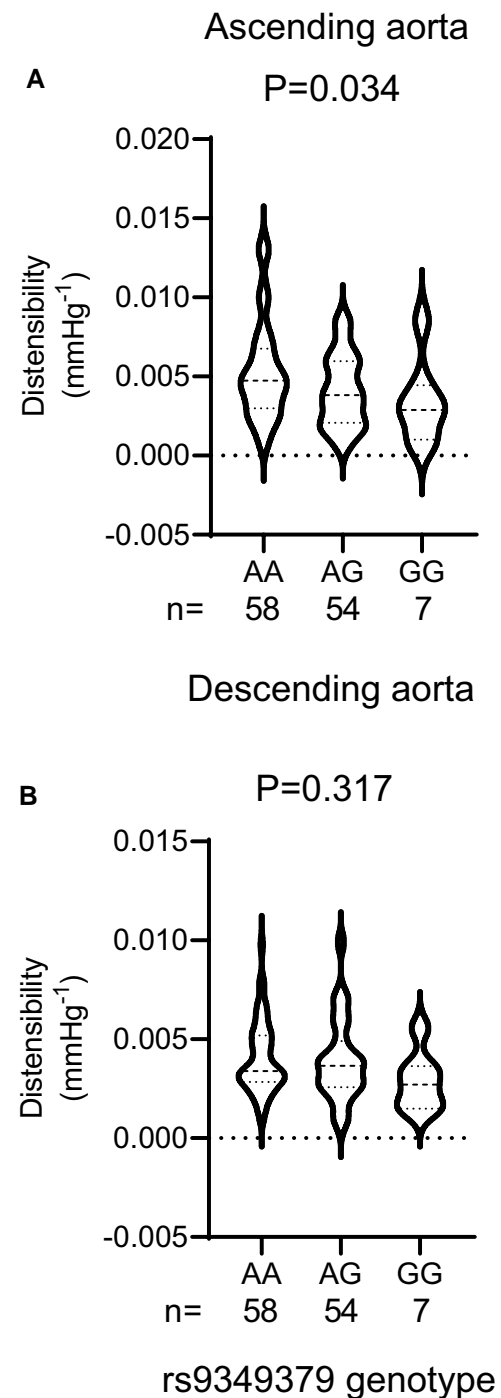 Ascending aorta
A
P=0.034
0.020
0.015
0.010
0.005
0.000
-0.005
Distensibility
(mmHg⁻¹)
AA AG GG
n= 58 54 7
Descending aorta
B
P=0.317
0.015
0.010
0.005
0.000
-0.005
Distensibility
(mmHg⁻¹)
AA AG GG
n= 58 54 7
rs9349379 genotype